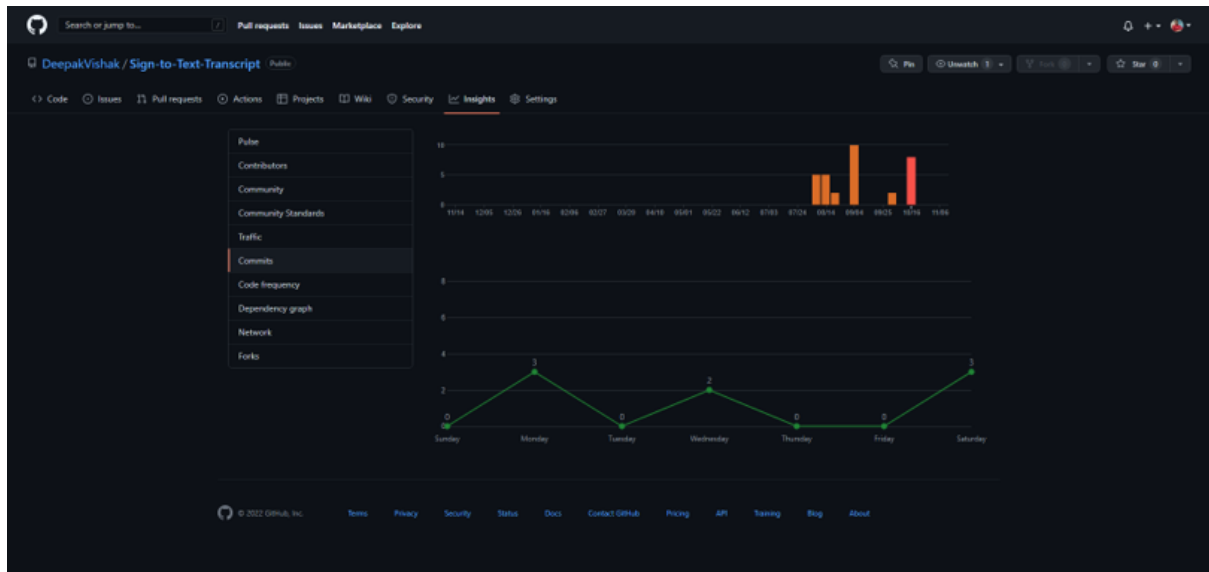 Search or jump to... / Pull requests Issues Marketplace Explore
DeepakVishak / Sign-to-Text-Transcript Public Pin Unwatch 1 Fork 0 Star 0
Code Issues Pull requests Actions Projects Wiki Security Insights Settings
Pulse
Contributors
Community
Community Standards
Traffic
Commits
Code frequency
Dependency graph
Network
Forks
10
5
0
11/14 12/05 12/26 01/16 02/06 02/27 03/20 04/10 05/01 05/22 06/12 07/03 07/24 08/14 09/04 09/25 10/16 11/06
8
6
4
2
0
0 3 0 2 0 0 3
Sunday Monday Tuesday Wednesday Thursday Friday Saturday
© 2022 GitHub, Inc. Terms Privacy Security Status Docs Contact GitHub Pricing API Training Blog About